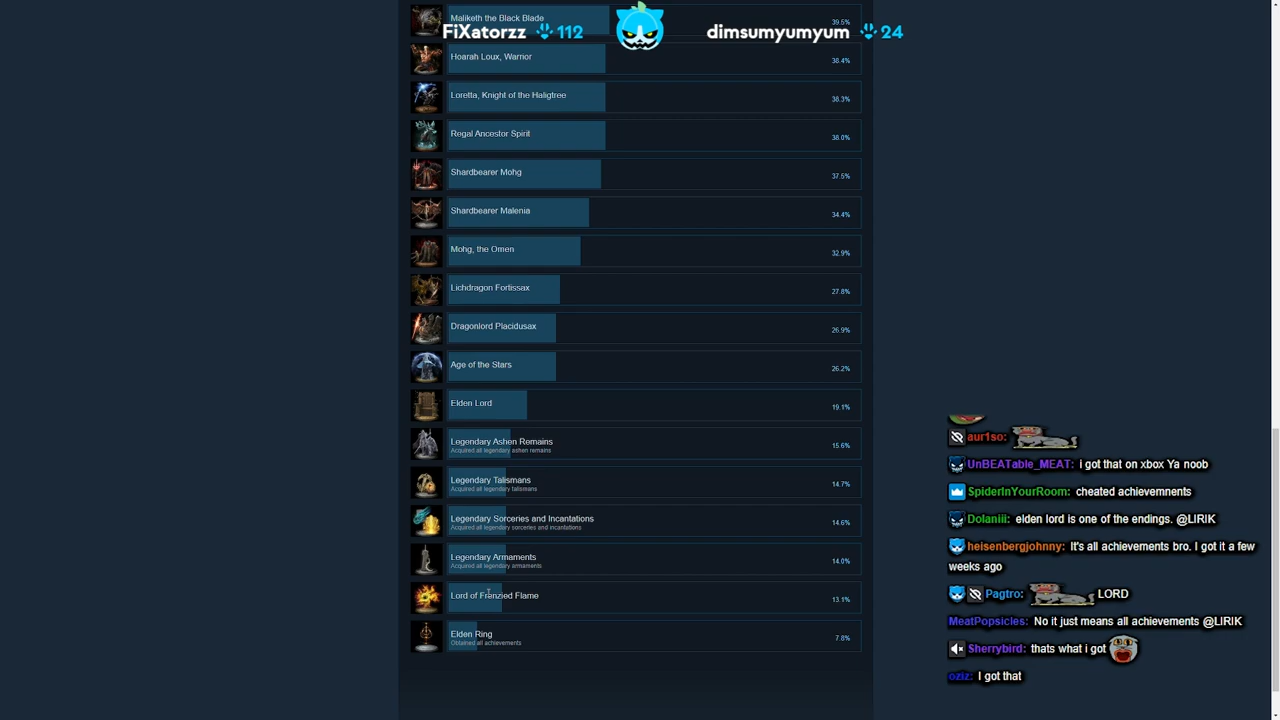 Maliketh the Black Blade
39.5%
FiXatorzz 112
dimsumyumyum 24
Hoarah Loux, Warrior
38.4%
Loretta, Knight of the Haligtree
38.3%
Regal Ancestor Spirit
38.0%
Shardbearer Mohg
37.5%
Shardbearer Malenia
34.4%
Mohg, the Omen
32.9%
Lichdragon Fortissax
27.8%
Dragonlord Placidusax
26.9%
Age of the Stars
26.2%
Elden Lord
19.1%
Legendary Ashen Remains
Acquired all legendary ashen remains
15.6%
Legendary Talismans
Acquired all legendary talismans
14.7%
Legendary Sorceries and Incantations
Acquired all legendary sorceries and incantations
14.6%
Legendary Armaments
Acquired all legendary armaments
14.0%
Lord of Frenzied Flame
13.1%
Elden Ring
Obtained all achievements
7.8%
aur1so:
UnBEATable_MEAT: I got that on xbox Ya noob
SpiderInYourRoom: cheated achievemnents
Dolaniii: elden lord is one of the endings. @LIRIK
heisenbergjohnny: It's all achievements bro. I got it a few
weeks ago
Pagtro: LORD
MeatPopsicles: No it just means all achievements @LIRIK
Sherrybird: thats what i got
oziz: I got that